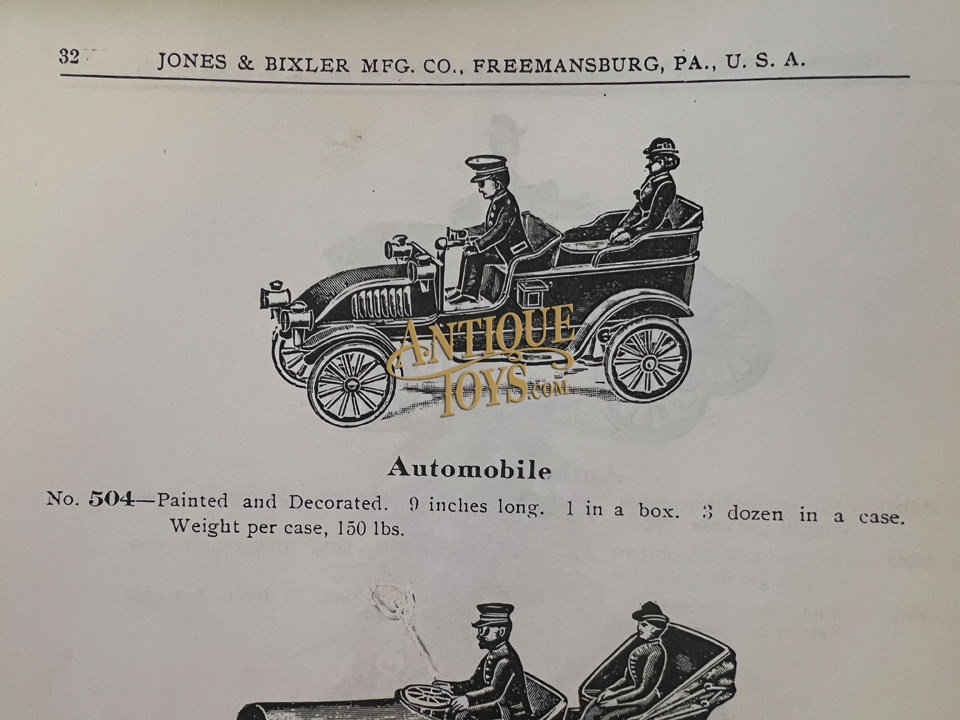 32
JONES & BIXLER MFG. CO., FREEMANSBURG, PA., U. S. A.
ANTIQUE
TOYS.COM
Automobile
No. 504—Painted and Decorated. 9 inches long. 1 in a box. 3 dozen in a case.
Weight per case, 150 lbs.